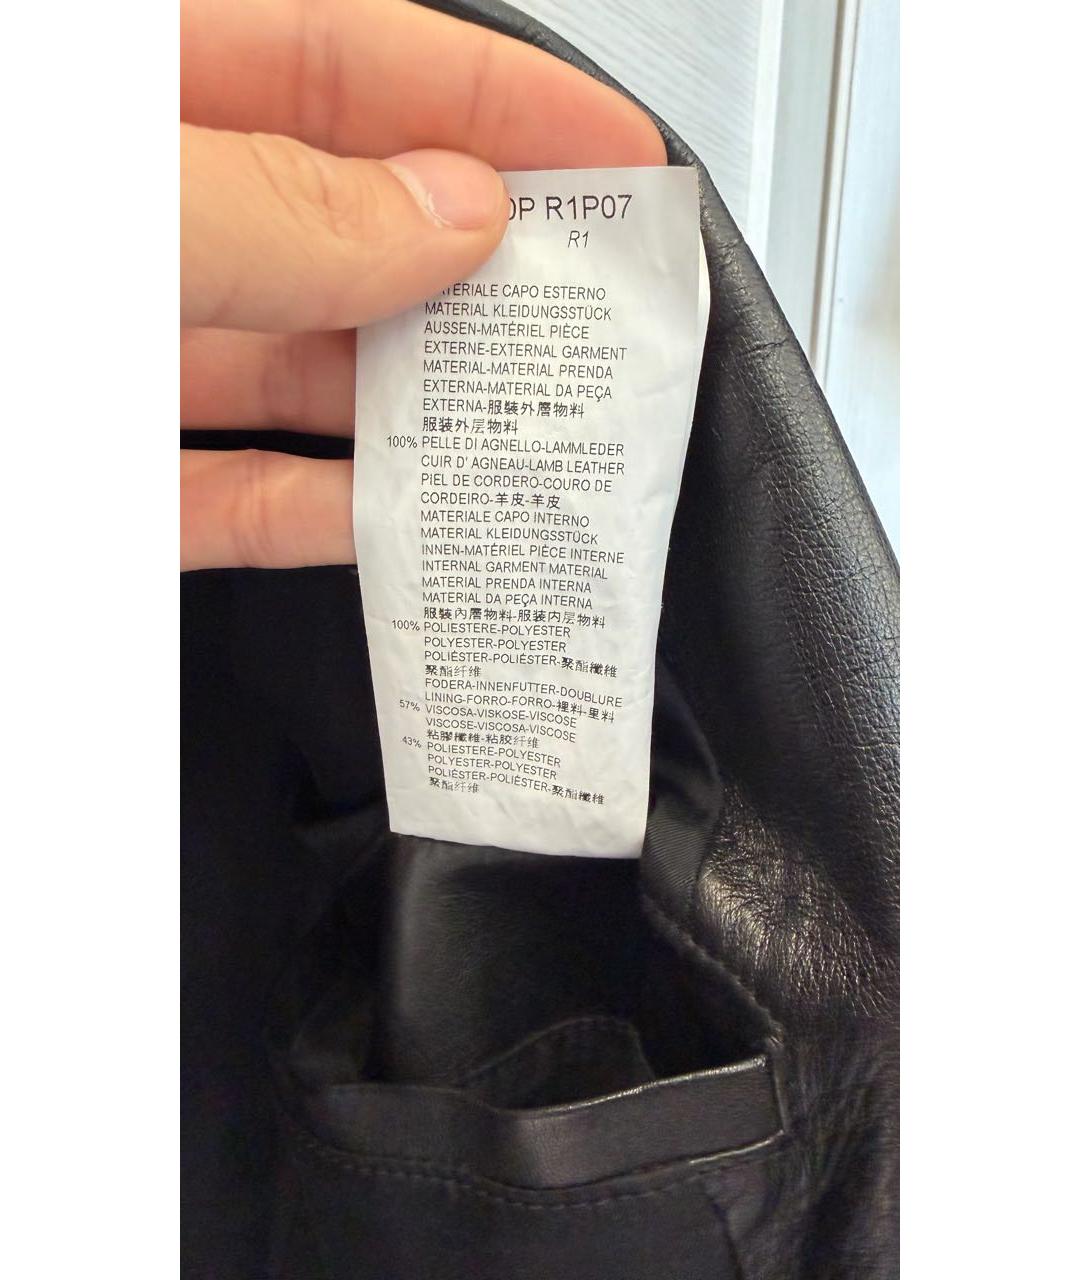 R1P07
R1
MATERIALE CAPO ESTERNO
MATERIAL KLEIDUNGSSTÜCK
AUSSEN-MATÉRIEL PIÈCE
EXTERNE-EXTERNAL GARMENT
MATERIAL-MATERIAL PRENDA
EXTERNA-MATERIAL DA PEÇA
EXTERNA-服裝外層物料
服装外层物料
100% PELLE DI AGNELLO-LAMMLEDER
CUIR D' AGNEAU-LAMB LEATHER
PIEL DE CORDERO-COURO DE
CORDEIRO-羊皮-羊皮
MATERIALE CAPO INTERNO
MATERIAL KLEIDUNGSSTÜCK
INNEN-MATÉRIEL PIÈCE INTERNE
INTERNAL GARMENT MATERIAL
MATERIAL PRENDA INTERNA
MATERIAL DA PEÇA INTERNA
服裝內層物料-服装内层物料
100% POLIESTERE-POLYESTER
POLYESTER-POLYESTER
POLIÉSTER-POLIÉSTER-聚酯纖維
聚酯纤维
FODERA-INNENFUTTER-DOUBLURE
LINING-FORRO-FORRO-裡料-里料
57% VISCOSA-VISKOSE-VISCOSE
VISCOSE-VISCOSA-VISCOSE
粘膠纖維-粘胶纤维
43% POLIESTERE-POLYESTER
POLYESTER-POLYESTER
POLIÉSTER-POLIÉSTER-聚酯纖維
聚酯纤维